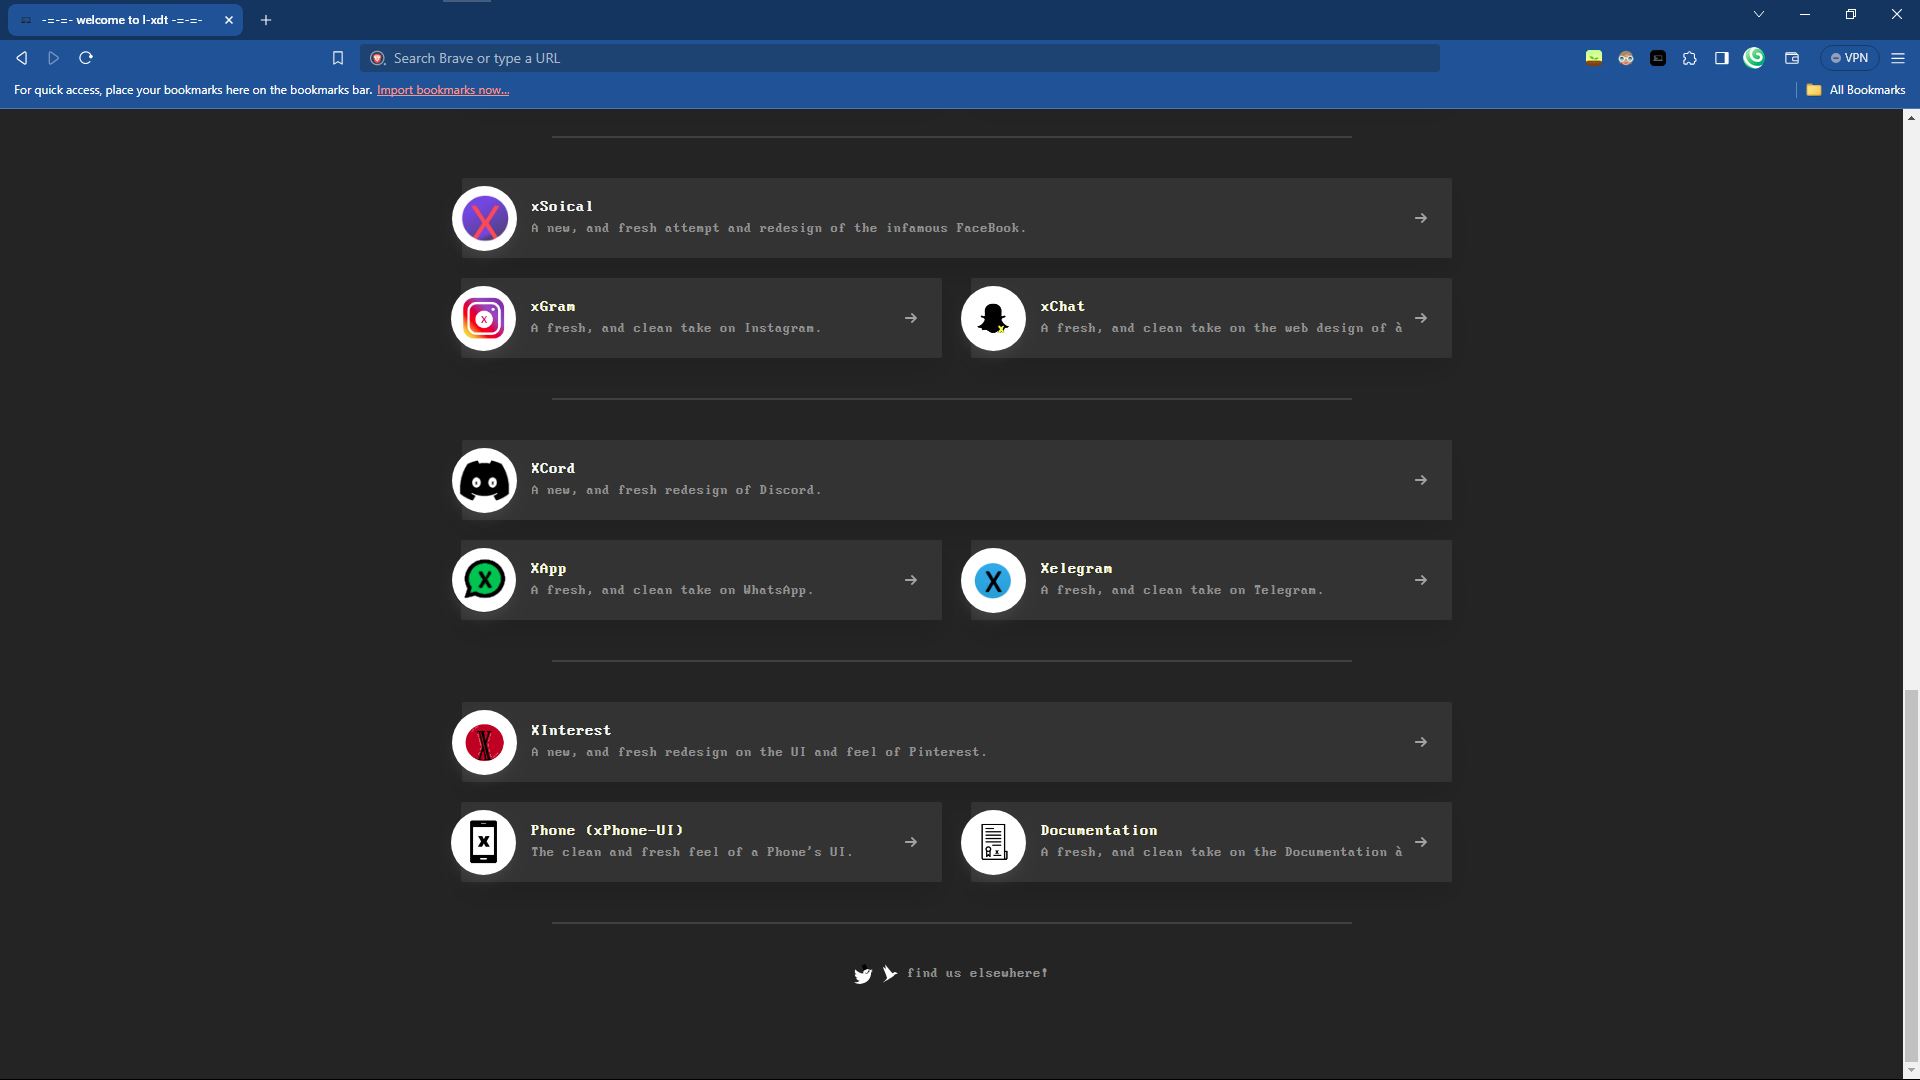 -=-=- welcome to l-xdt -=-=-
Search Brave or type a URL
VPN
For quick access, place your bookmarks here on the bookmarks bar. Import bookmarks now...
All Bookmarks
xSoical
A new, and fresh attempt and redesign of the infamous FaceBook.
xGram
A fresh, and clean take on Instagram.
xChat
A fresh, and clean take on the web design of à
XCord
A new, and fresh redesign of Discord.
XApp
A fresh, and clean take on WhatsApp.
Xelegram
A fresh, and clean take on Telegram.
XInterest
A new, and fresh redesign on the UI and feel of Pinterest.
Phone (xPhone-UI)
The clean and fresh feel of a Phone's UI.
Documentation
A fresh, and clean take on the Documentation à
find us elsewhere!